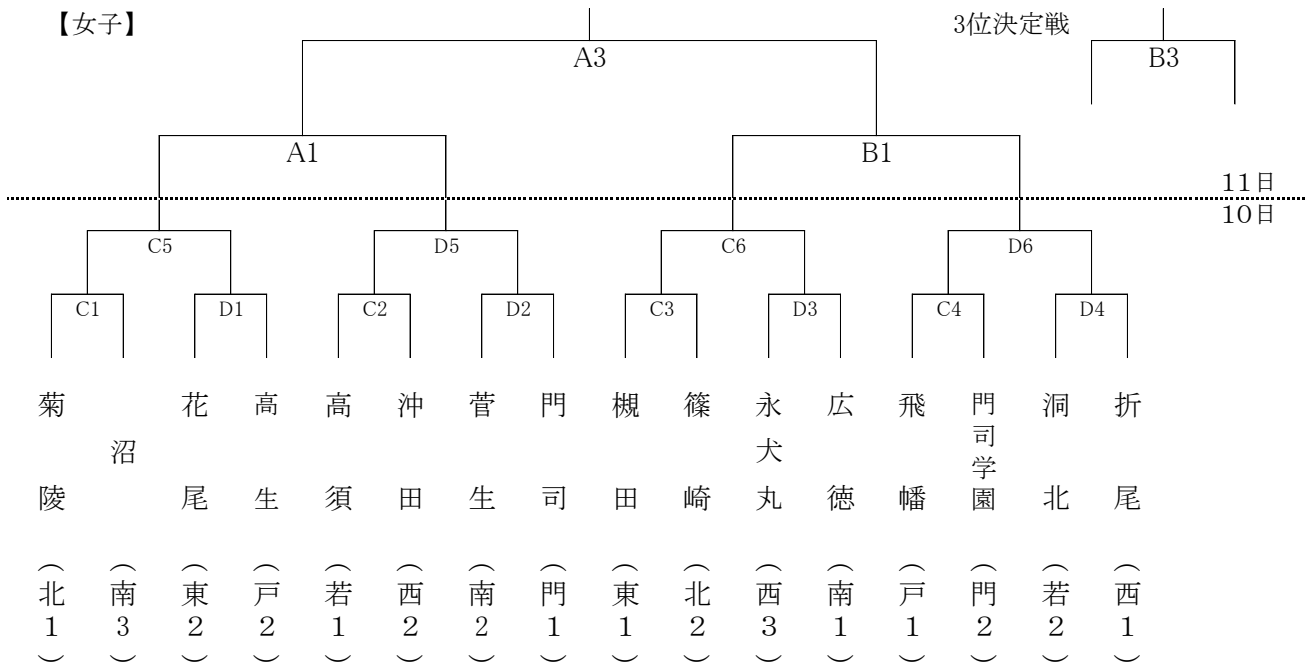 【女子】
3位決定戦
A3
B3
A1
B1
11日
10日
C5
D5
C6
D6
C1
D1
C2
D2
C3
D3
C4
D4
菊陵（北1）
沼（南3）
花尾（東2）
高生（戸2）
高須（若1）
沖田（西2）
菅生（南2）
門司（門1）
槻田（東1）
篠崎（北2）
永犬丸（西3）
広徳（南1）
飛幡（戸1）
門司学園（門2）
洞北（若2）
折尾（西1）